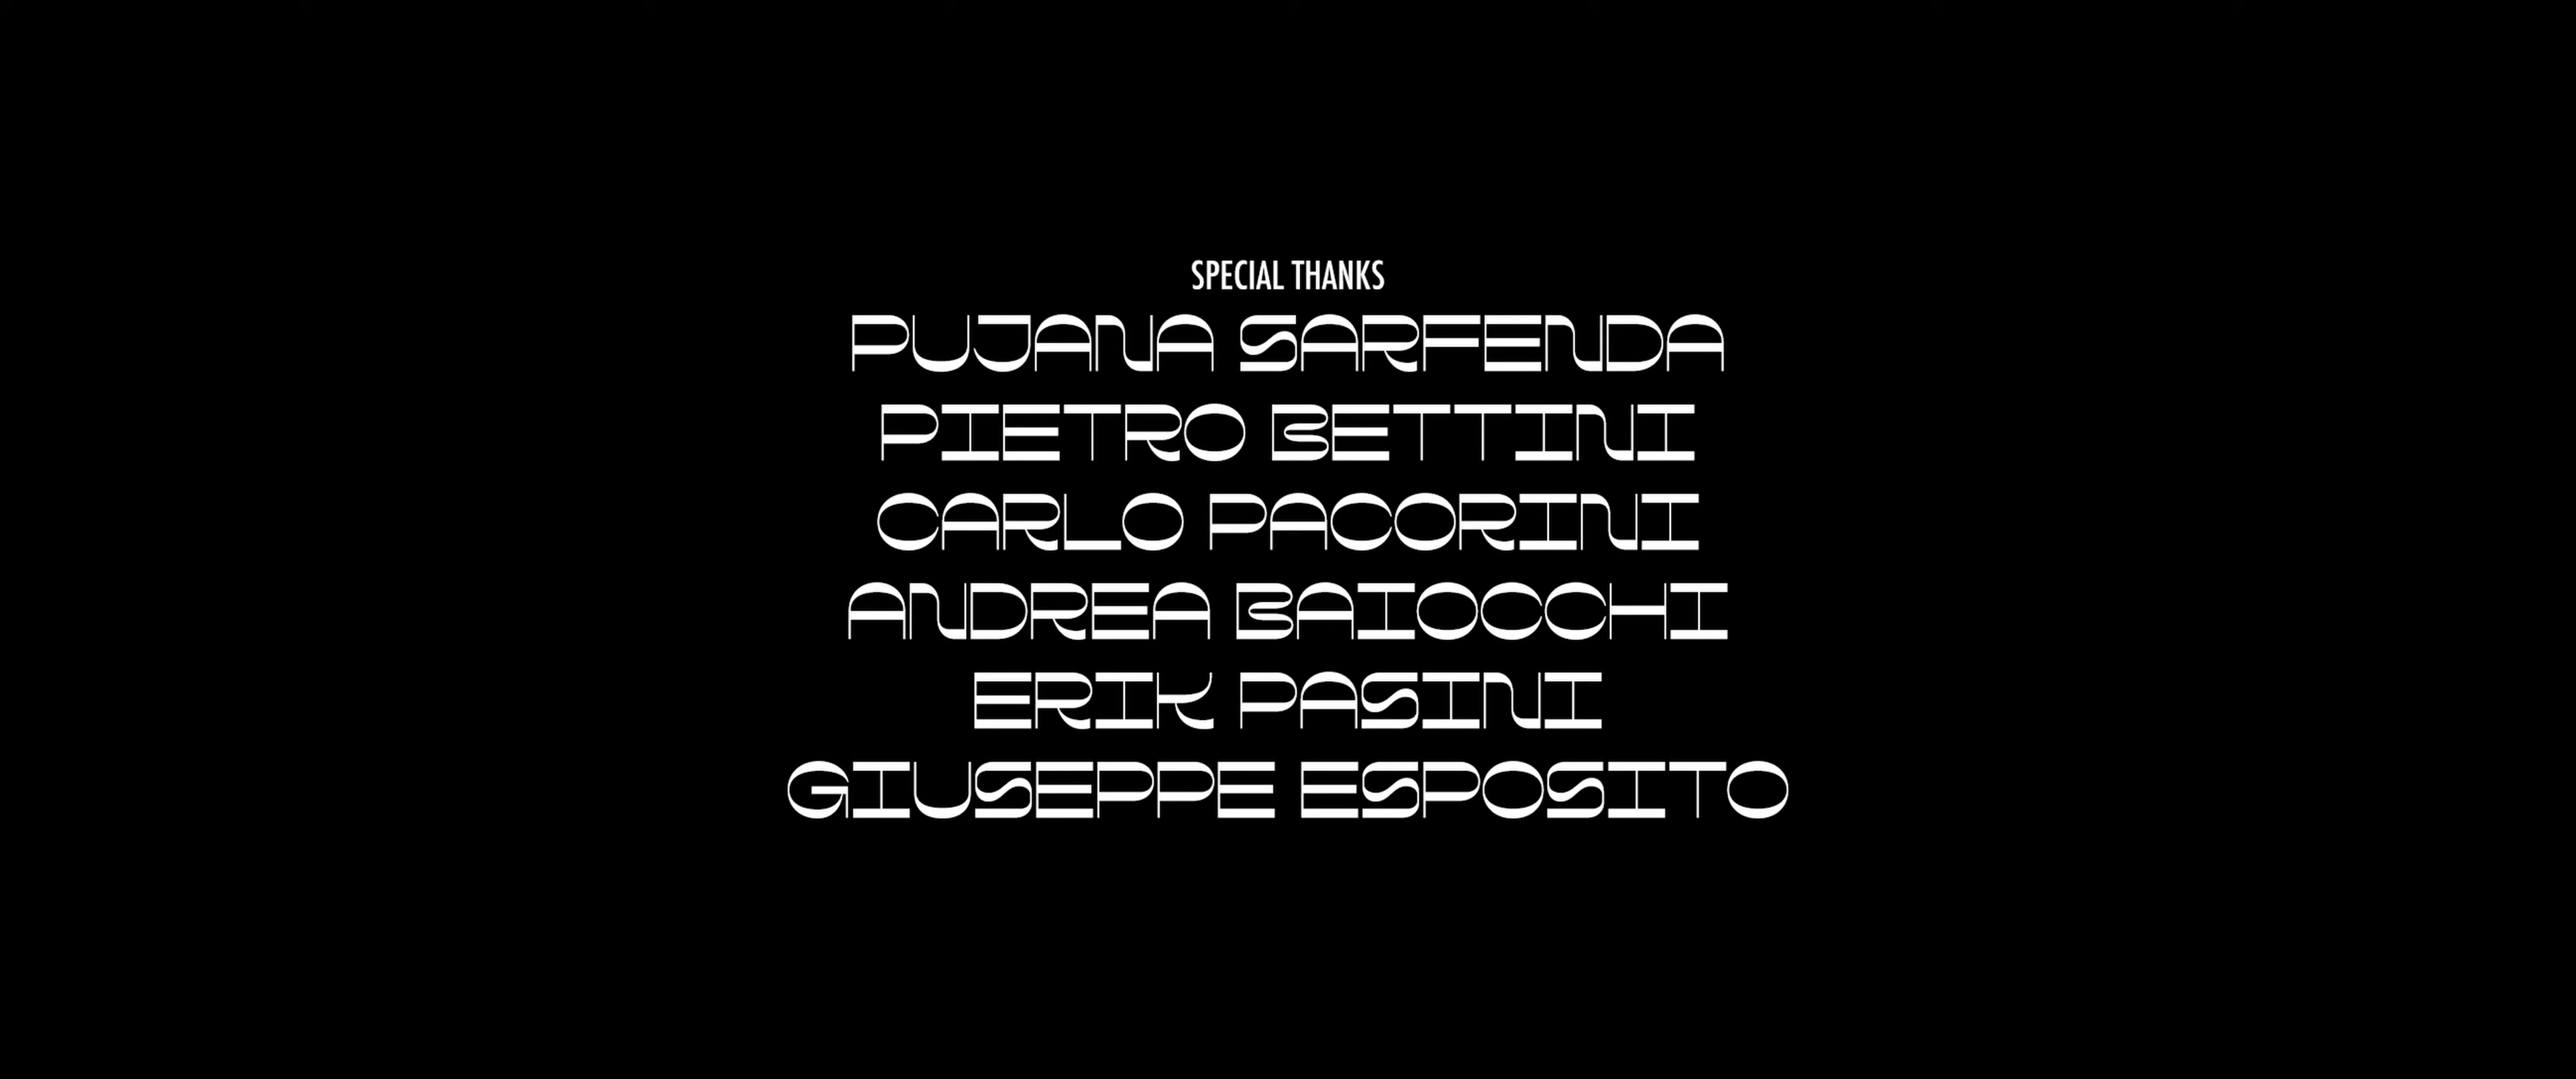 SPECIAL THANKS
PUJANA SARFENDA
PIETRO BETTINI
CARLO PACORINI
ANDREA BAIOCCHI
ERIK PASINI
GIUSEPPE ESPOSITO